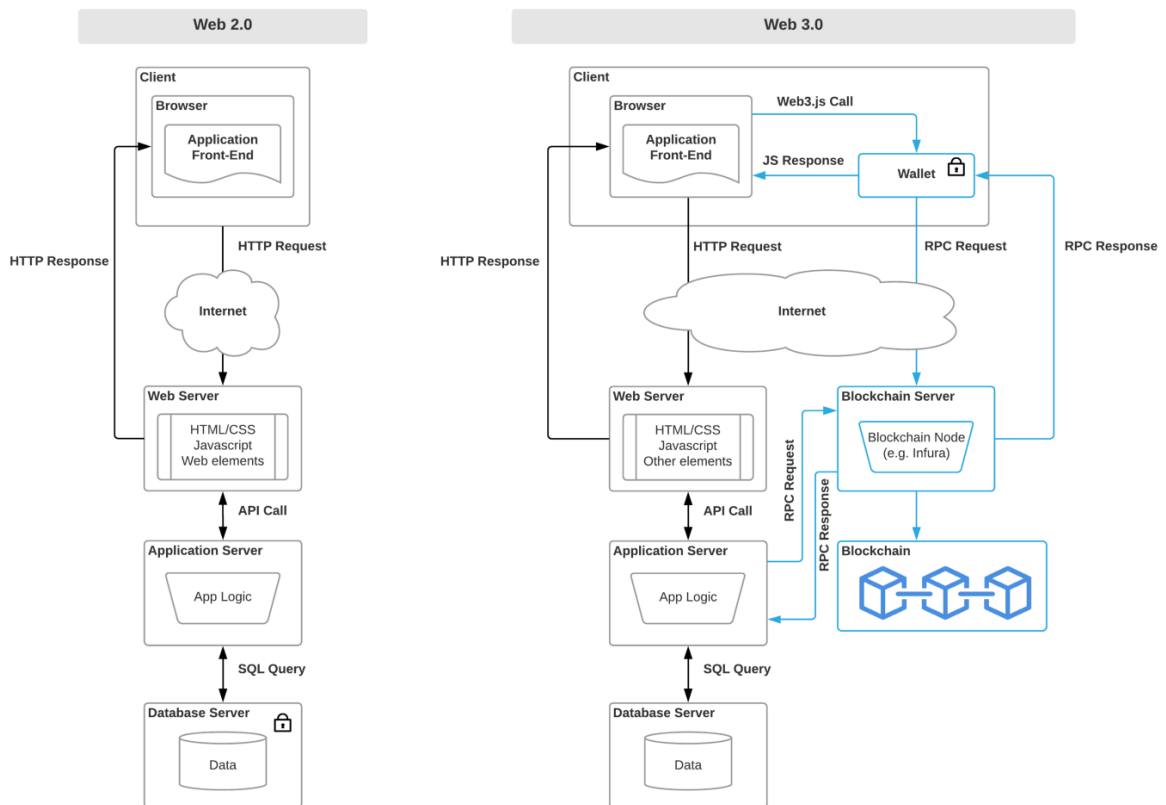 Web 2.0
Client
Browser
Application
Front-End
HTTP Request
HTTP Response
Internet
Web Server
HTML/CSS
Javascript
Web elements
API Call
Application Server
App Logic
SQL Query
Database Server
Data
Web 3.0
Client
Browser
Application
Front-End
Web3.js Call
JS Response
Wallet
HTTP Request
HTTP Response
RPC Request
RPC Response
Internet
Web Server
HTML/CSS
Javascript
Other elements
Blockchain Server
Blockchain Node
(e.g. Infura)
RPC Request
RPC Response
API Call
Application Server
App Logic
Blockchain
SQL Query
Database Server
Data